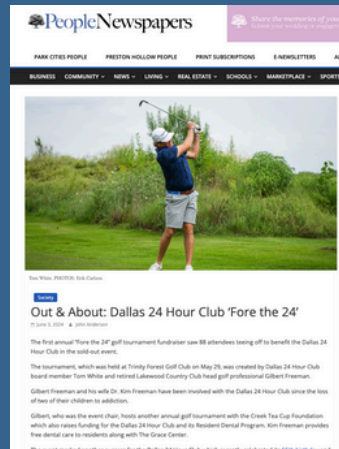 PeopleNewspapers
Share the memories of you
PARK CITIES PEOPLE PRESTON HOLLOW PEOPLE PRINT SUBSCRIPTIONS E-NEWSLETTERS
BUSINESS COMMUNITY NEWS LIVING REAL ESTATE SCHOOLS MARKETPLACE SPORTS
Tom White. PHOTOS: Erik Carlson
Society
Out & About: Dallas 24 Hour Club ‘Fore the 24’
June 3, 2024 John Anderson
The first annual "Fore the 24" golf tournament fundraiser saw 88 attendees teeing off to benefit the Dallas 24
Hour Club in the sold-out event.
The tournament, which was held at Trinity Forest Golf Club on May 29, was created by Dallas 24 Hour Club
board member Tom White and retired Lakewood Country Club head golf professional Gilbert Freeman.
Gilbert Freeman and his wife Dr. Kim Freeman have been involved with the Dallas 24 Hour Club since the loss
of two of their children to addiction.
Gilbert, who was the event chair, hosts another annual golf tournament with the Creek Tea Cup Foundation
which also raises funding for the Dallas 24 Hour Club and its Resident Dental Program. Kim Freeman provides
free dental care to residents along with The Grace Center.